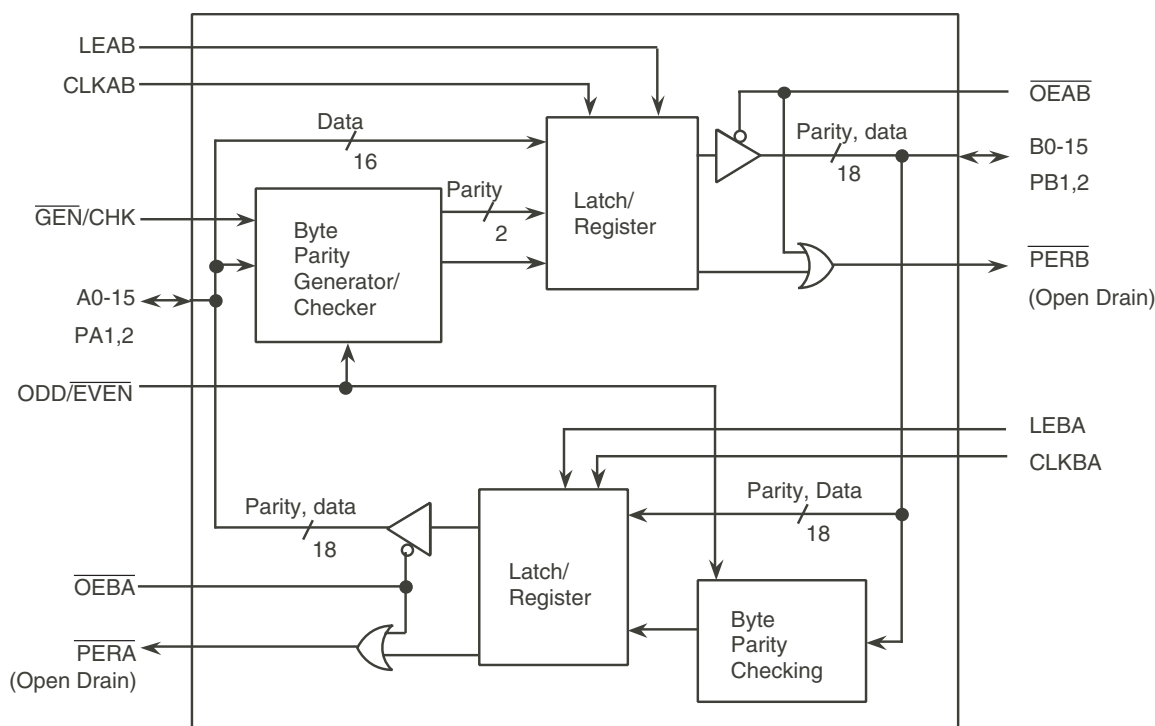 LEAB
CLKAB
OEAB
Data
16
Parity, data
18
B0-15
PB1,2
GEN/CHK
Parity
2
Latch/
Register
Byte
Parity
Generator/
Checker
PERB
(Open Drain)
A0-15
PA1,2
ODD/EVEN
LEBA
CLKBA
Parity, data
18
Parity, Data
18
OEBA
Latch/
Register
Byte
Parity
Checking
PERA
(Open Drain)